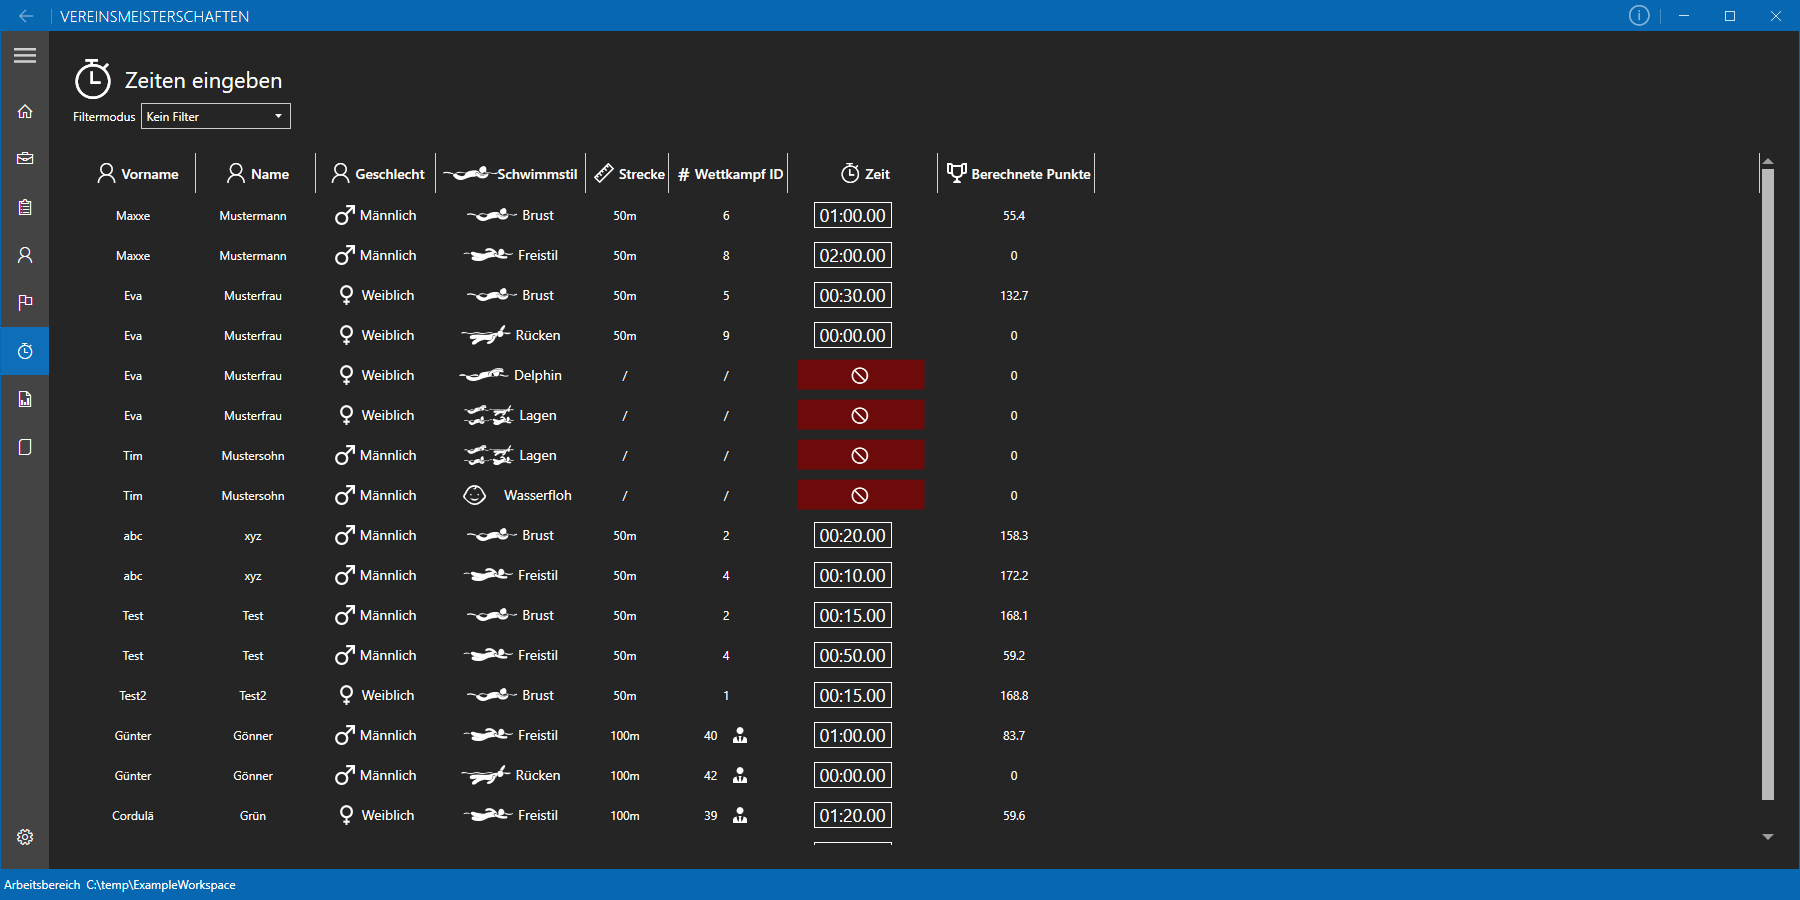 VEREINSMEISTERSCHAFTEN
Zeiten eingeben
Filtermodus Kein Filter
Vorname Name Geschlecht Schwimmstil Strecke # Wettkampf ID Zeit Berechnete Punkte
Maxxe Mustermann Männlich Brust 50m 6 01:00.00 55.4
Maxxe Mustermann Männlich Freistil 50m 8 02:00.00 0
Eva Musterfrau Weiblich Brust 50m 5 00:30.00 132.7
Eva Musterfrau Weiblich Rücken 50m 9 00:00.00 0
Eva Musterfrau Weiblich Delphin / / 0
Eva Musterfrau Weiblich Lagen / / 0
Tim Mustersohn Männlich Lagen / / 0
Tim Mustersohn Männlich Wasserfloh / / 0
abc xyz Männlich Brust 50m 2 00:20.00 158.3
abc xyz Männlich Freistil 50m 4 00:10.00 172.2
Test Test Männlich Brust 50m 2 00:15.00 168.1
Test Test Männlich Freistil 50m 4 00:50.00 59.2
Test2 Test2 Weiblich Brust 50m 1 00:15.00 168.8
Günter Gönner Männlich Freistil 100m 40 01:00.00 83.7
Günter Gönner Männlich Rücken 100m 42 00:00.00 0
Cordulä Grün Weiblich Freistil 100m 39 01:20.00 59.6
Arbeitsbereich C:\temp\ExampleWorkspace